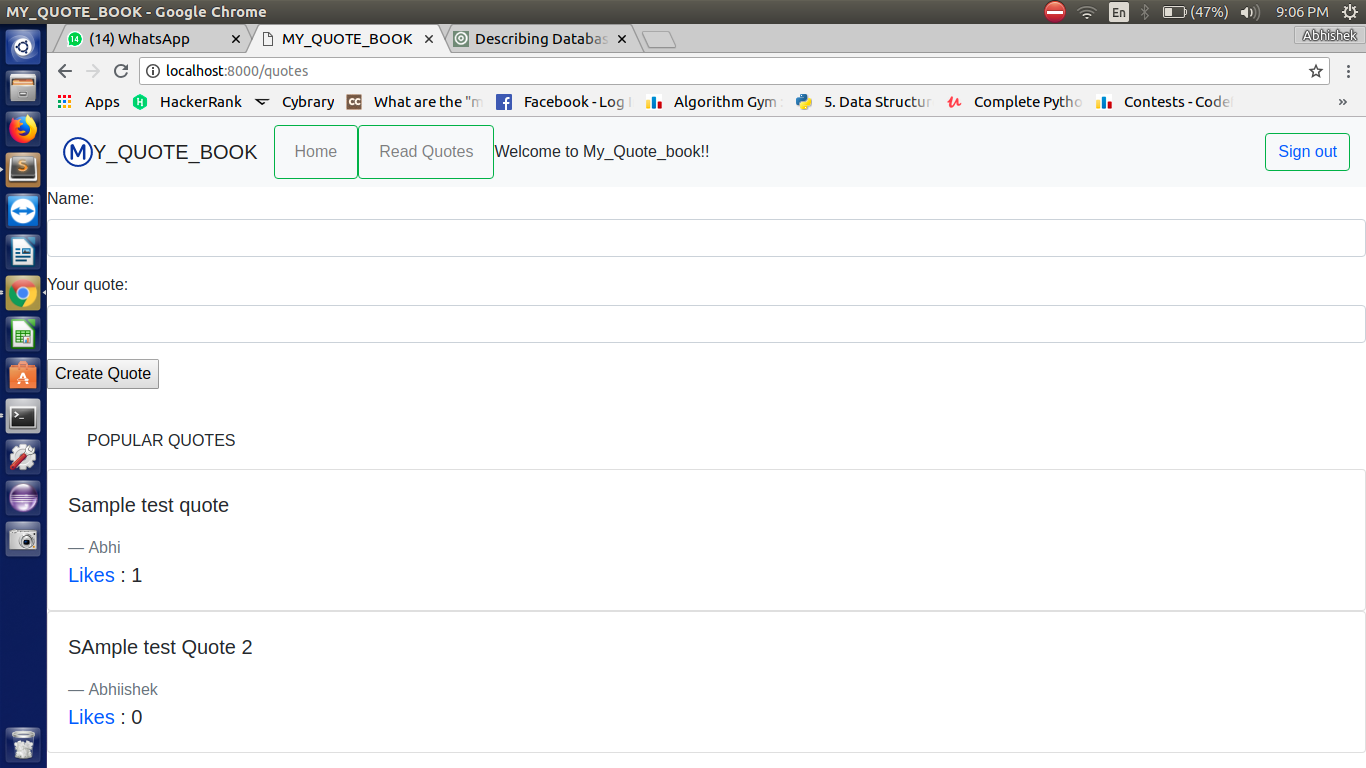 MY_QUOTE_BOOK - Google Chrome En (47%) 9:06 PM
(14) WhatsApp MY_QUOTE_BOOK Describing Databas Abhishek
localhost:8000/quotes
Apps HackerRank Cybrary What are the "m Facebook - Log Algorithm Gym 5. Data Structur Complete Pytho Contests - Code »
MY_QUOTE_BOOK Home Read Quotes Welcome to My_Quote_book!! Sign out
Name:
Your quote:
Create Quote
POPULAR QUOTES
Sample test quote
— Abhi
Likes : 1
SAmple test Quote 2
— Abhiishek
Likes : 0